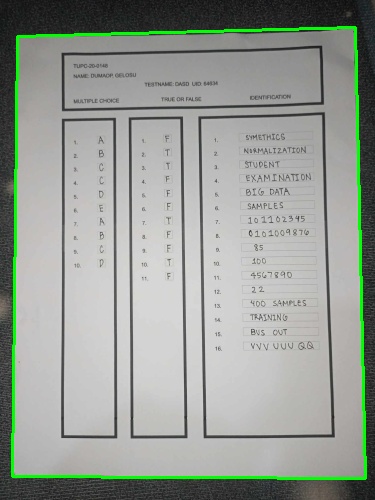 TUPC-20-0148
NAME: DUMAOP, GELOSU
TESTNAME: DASD UID: 64634
MULTIPLE CHOICE TRUE OR FALSE IDENTIFICATION
1. A
2. B
3. C
4. C
5. D
6. E
7. A
8. B
9. C
10. D
1. F
2. T
3. T
4. F
5. F
6. F
7. T
8. F
9. F
10. T
11. F
1. SYMETHICS
2. NORMALIZATION
3. STUDENT
4. EXAMINATION
5. BIG DATA
6. SAMPLES
7. 101102345
8. 0101009876
9. 85
10. 100
11. 4567890
12. 22
13. 400 SAMPLES
14. TRAINING
15. BUS OUT
16. VVV UUU QQ